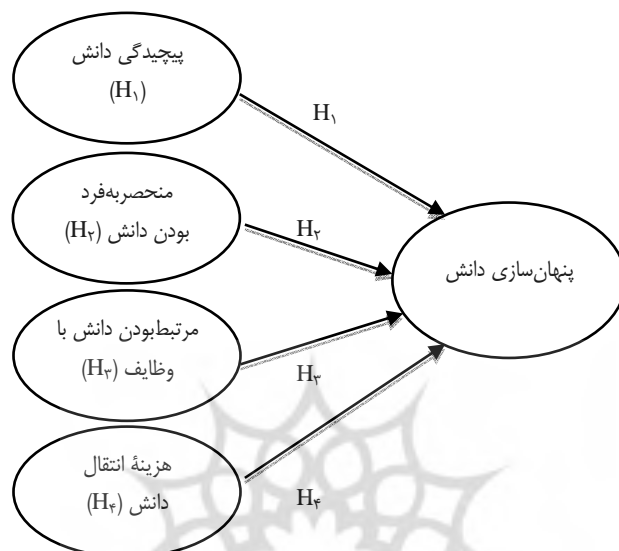 پیچیدگی دانش
(H۱)
H۱
منحصربه‌فرد
بودن دانش (H۲)
H۲
پنهان‌سازی دانش
مرتبط‌بودن دانش با
وظایف (H۳)
H۳
هزینهٔ انتقال
دانش (H۴)
H۴